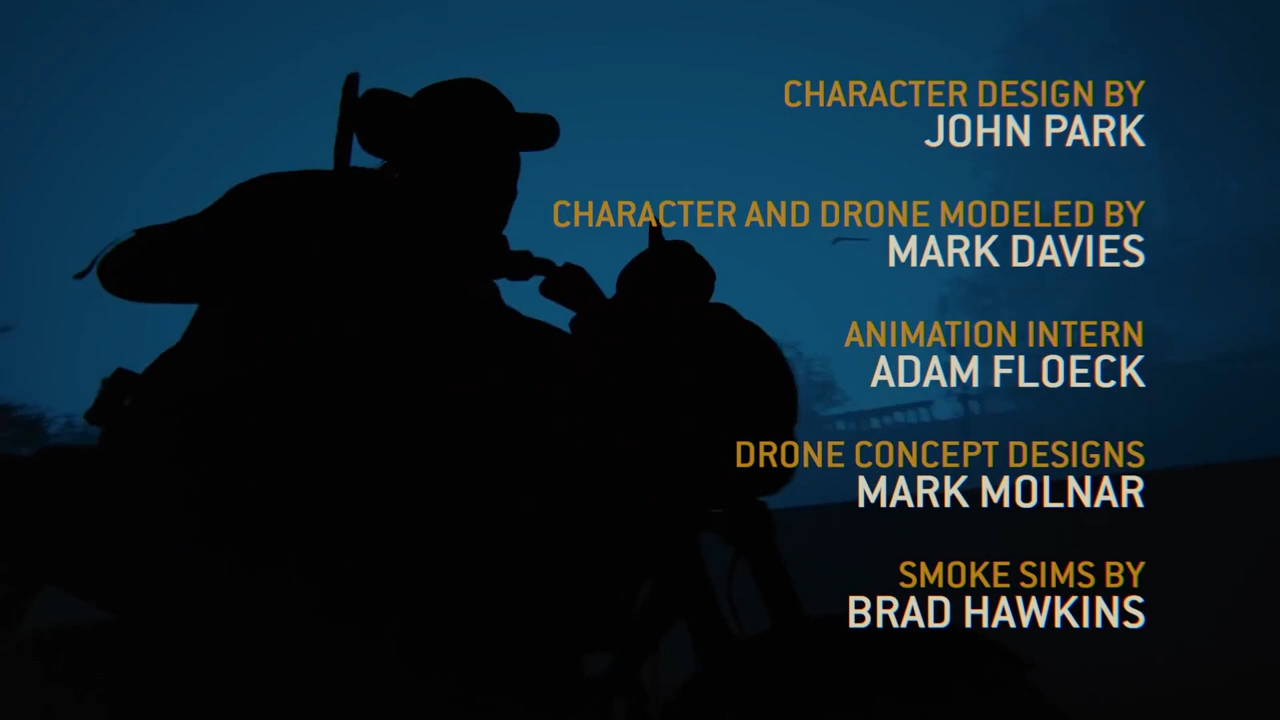 CHARACTER DESIGN BY
JOHN PARK
CHARACTER AND DRONE MODELED BY
MARK DAVIES
ANIMATION INTERN
ADAM FLOECK
DRONE CONCEPT DESIGNS
MARK MOLNAR
SMOKE SIMS BY
BRAD HAWKINS